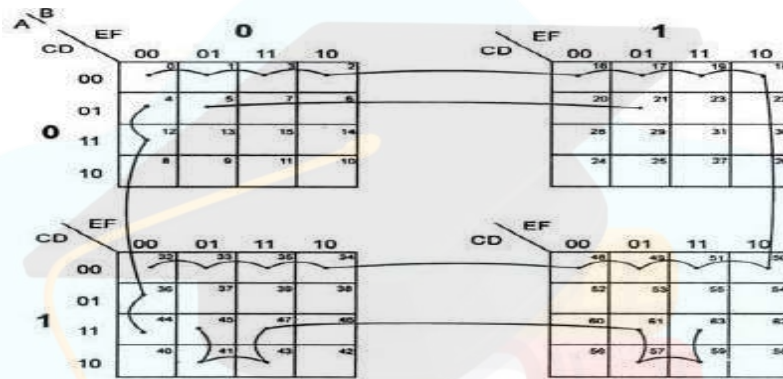 B
A
EF 0 EF 1
CD 00 01 11 10 CD 00 01 11 10
00 0 1 3 2 16 17 19
01 4 5 7 6 20 21 23
0 11 12 13 15 14 28 29 31
10 8 9 11 10 24 25 27
EF EF
CD 00 01 11 10 CD 00 01 11 10
00 32 33 35 34 48 49 51 50
01 36 37 39 38 52 53 55 54
1 11 44 45 47 46 60 61 63
10 40 41 43 42 56 57 59